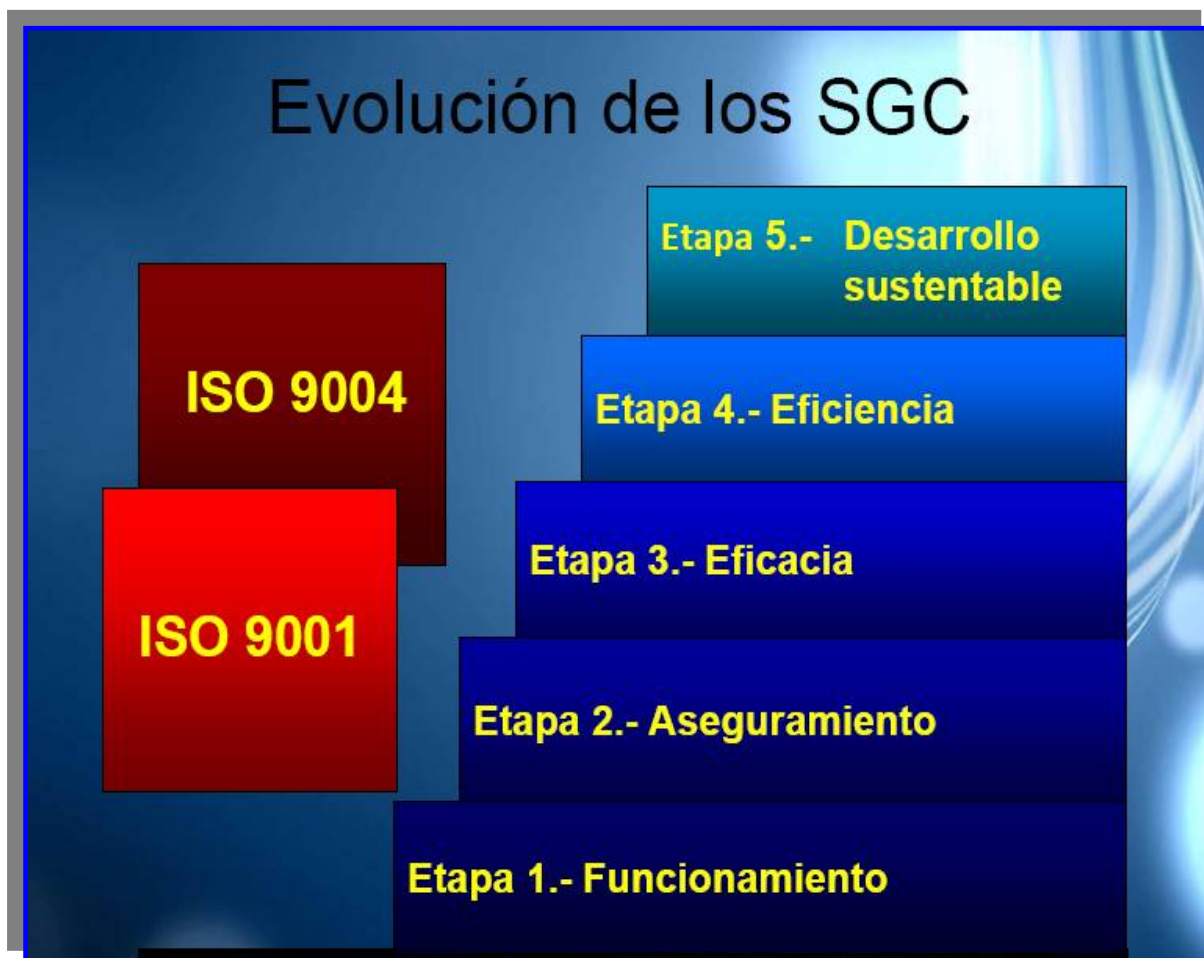 Evolución de los SGC
Etapa 5.- Desarrollo
sustentable
ISO 9004
Etapa 4.- Eficiencia
Etapa 3.- Eficacia
ISO 9001
Etapa 2.- Aseguramiento
Etapa 1.- Funcionamiento